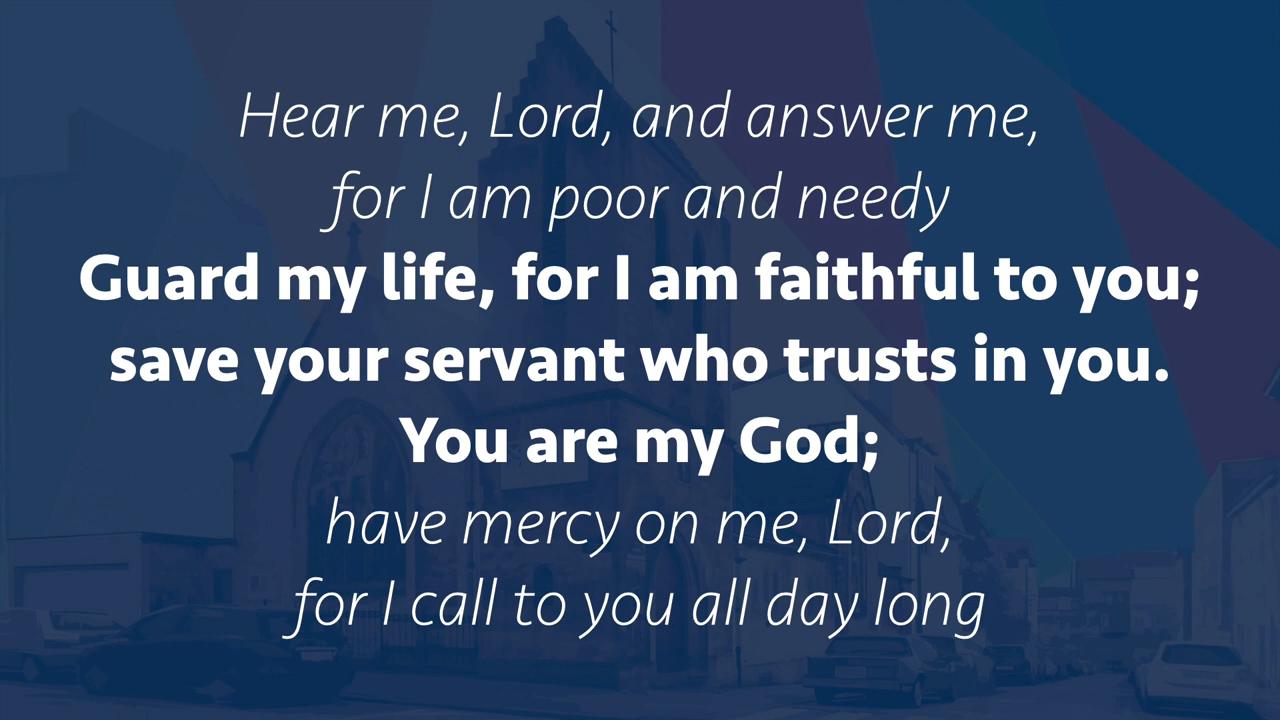 Hear me, Lord, and answer me,
for I am poor and needy
Guard my life, for I am faithful to you;
save your servant who trusts in you.
You are my God;
have mercy on me, Lord,
for I call to you all day long